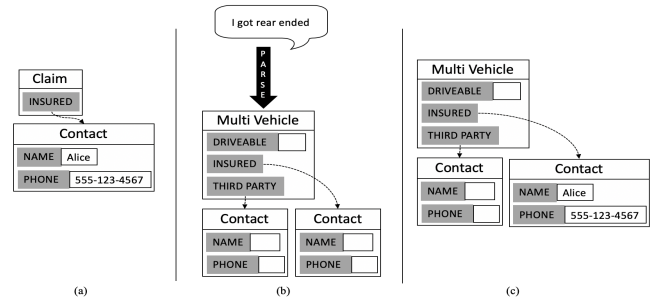 Claim
INSURED
Contact
NAME Alice
PHONE 555-123-4567
(a)
I got rear ended
PARSE
Multi Vehicle
DRIVEABLE
INSURED
THIRD PARTY
Contact
NAME
PHONE
Contact
NAME
PHONE
(b)
Multi Vehicle
DRIVEABLE
INSURED
THIRD PARTY
Contact
NAME
PHONE
Contact
NAME Alice
PHONE 555-123-4567
(c)